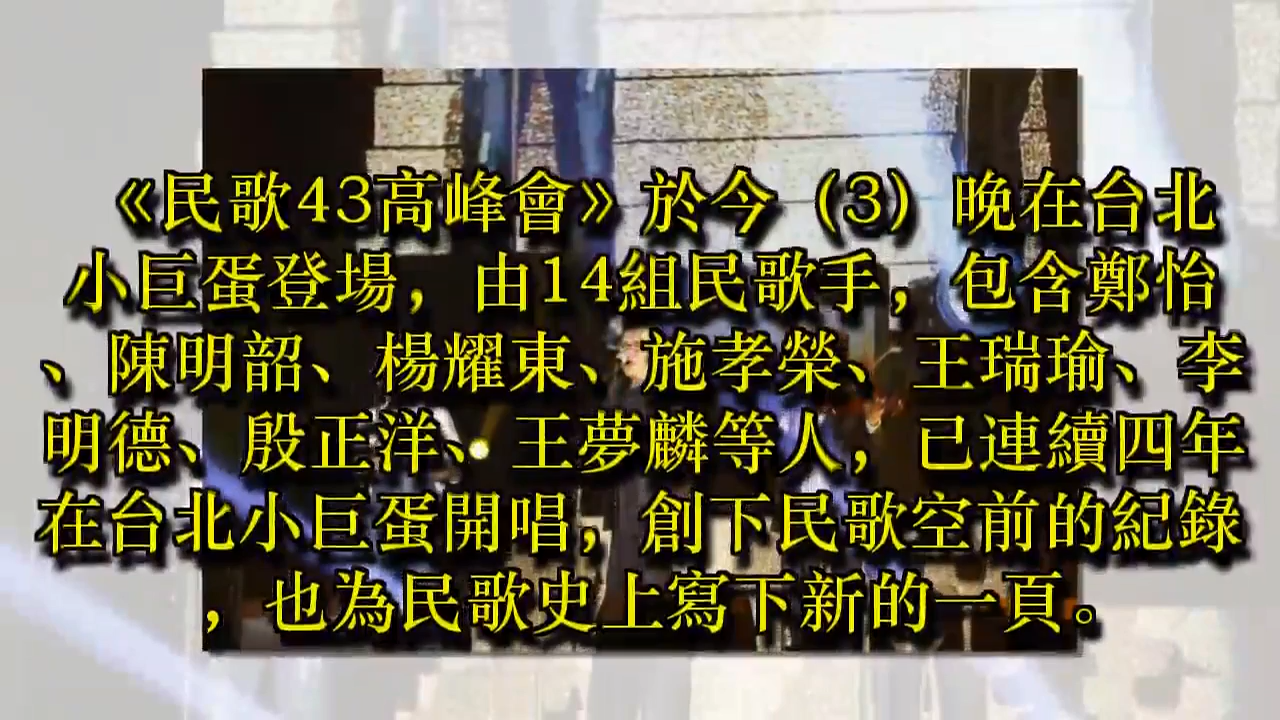 《民歌43高峰會》於今（3）晚在台北
小巨蛋登場，由14組民歌手，包含鄭怡
、陳明韶、楊耀東、施孝榮、王瑞瑜、李
明德、殷正洋、王夢麟等人，已連續四年
在台北小巨蛋開唱，創下民歌空前的紀錄
，也為民歌史上寫下新的一頁。